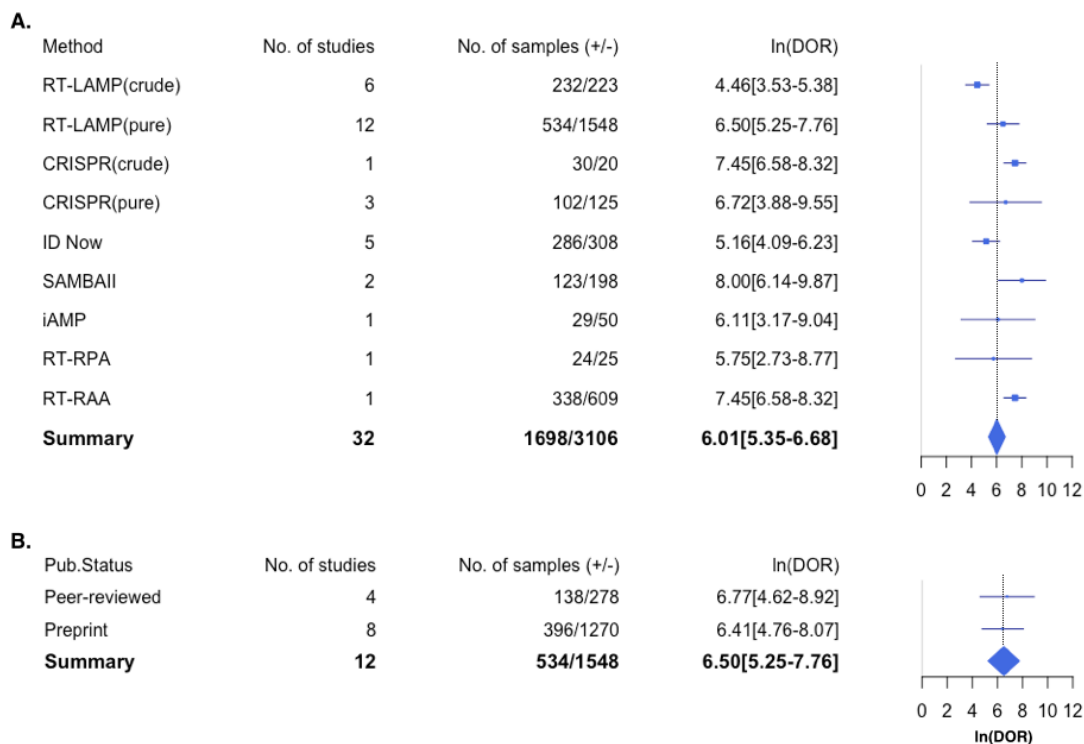 A.
Method No. of studies No. of samples (+/-) ln(DOR)
RT-LAMP(crude) 6 232/223 4.46[3.53-5.38]
RT-LAMP(pure) 12 534/1548 6.50[5.25-7.76]
CRISPR(crude) 1 30/20 7.45[6.58-8.32]
CRISPR(pure) 3 102/125 6.72[3.88-9.55]
ID Now 5 286/308 5.16[4.09-6.23]
SAMBAII 2 123/198 8.00[6.14-9.87]
iAMP 1 29/50 6.11[3.17-9.04]
RT-RPA 1 24/25 5.75[2.73-8.77]
RT-RAA 1 338/609 7.45[6.58-8.32]
Summary 32 1698/3106 6.01[5.35-6.68]
0 2 4 6 8 10 12
B.
Pub.Status No. of studies No. of samples (+/-) ln(DOR)
Peer-reviewed 4 138/278 6.77[4.62-8.92]
Preprint 8 396/1270 6.41[4.76-8.07]
Summary 12 534/1548 6.50[5.25-7.76]
0 2 4 6 8 10 12
ln(DOR)